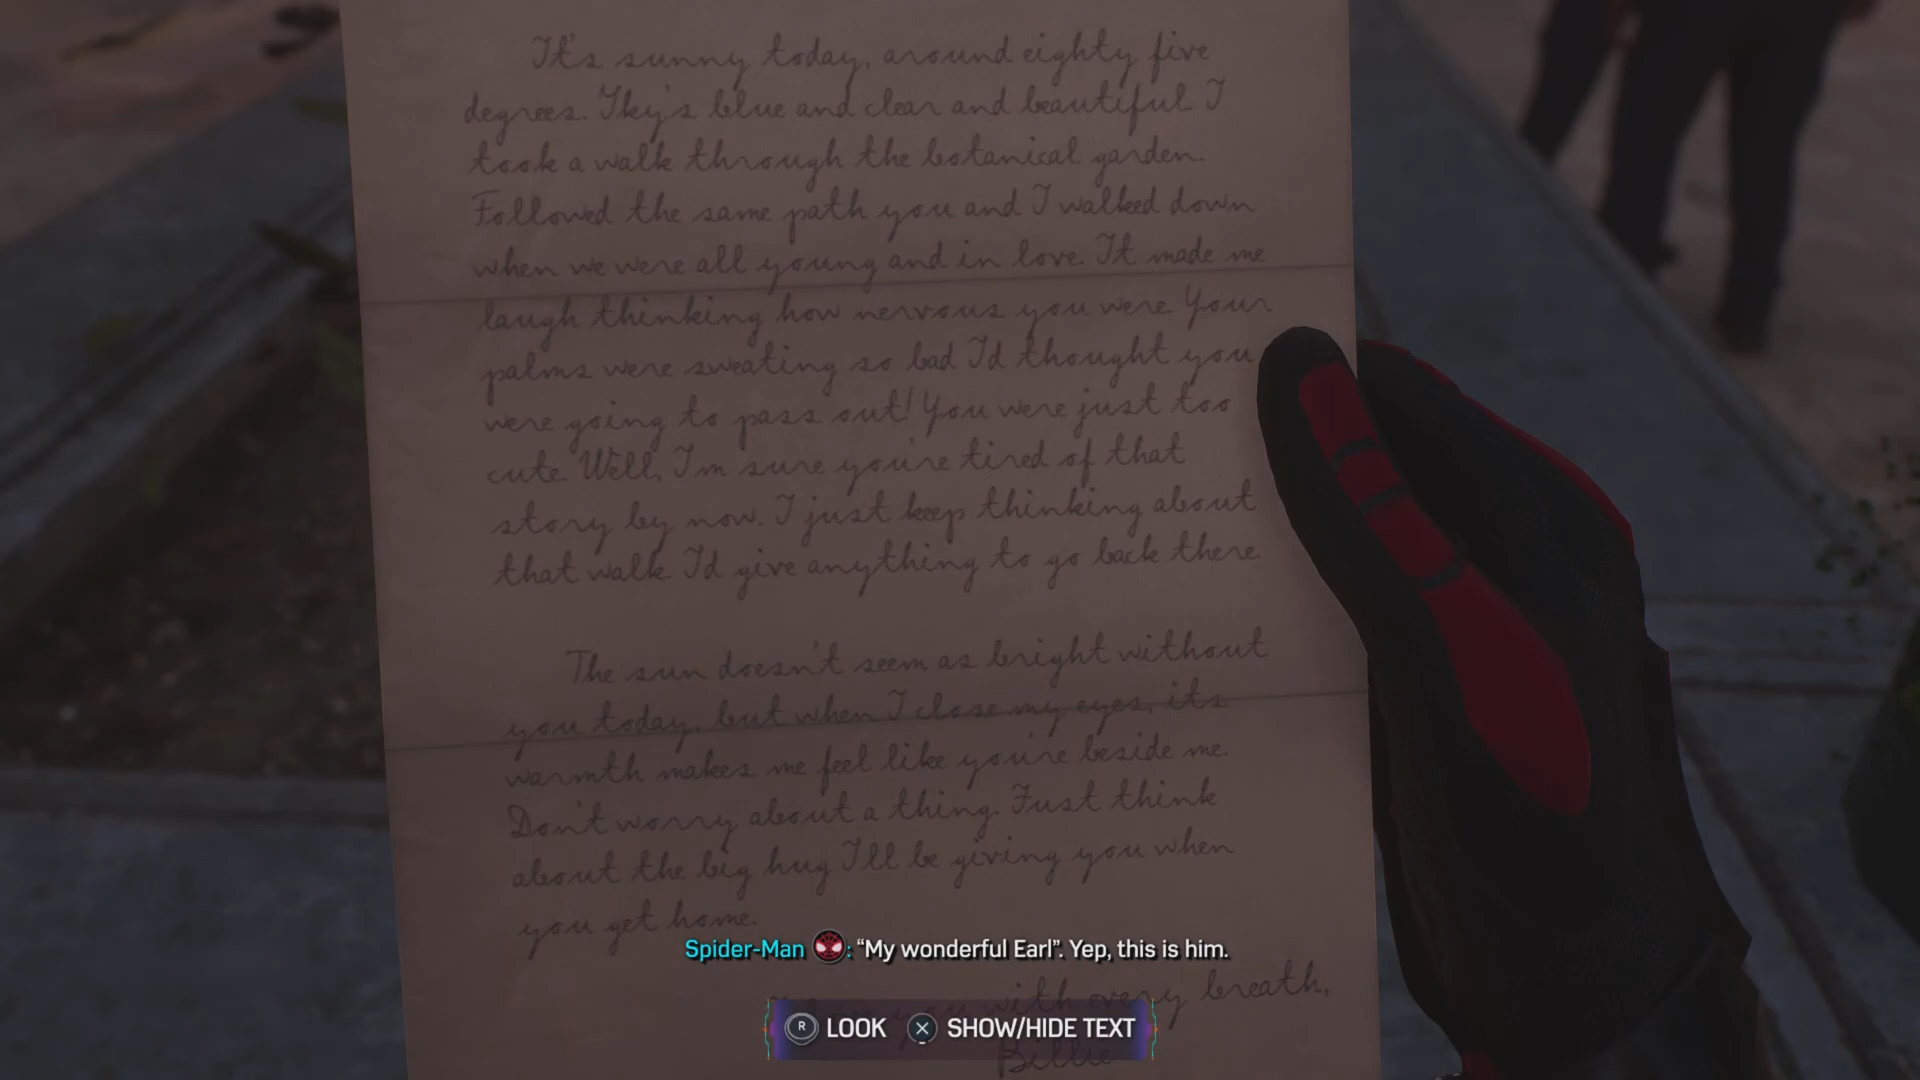 It's sunny today, around eighty five
degrees. Sky's blue and clear and beautiful. I
took a walk through the botanical garden.
Followed the same path you and I walked down
when we were all young and in love. It made me
laugh thinking how nervous you were. Your
palms were sweating so bad I'd thought you
were going to pass out! You were just too
cute. Well, I'm sure you're tired of that
story by now. I just keep thinking about
that walk. I'd give anything to go back there.
The sun doesn't seem as bright without
you today, but when I close my eyes, its
warmth makes me feel like you're beside me.
Don't worry about a thing. Just think
about the big hug I'll be giving you when
you get home.
Spider-Man : “My wonderful Earl”. Yep, this is him.
you with every breath,
R LOOK X SHOW/HIDE TEXT
Billie